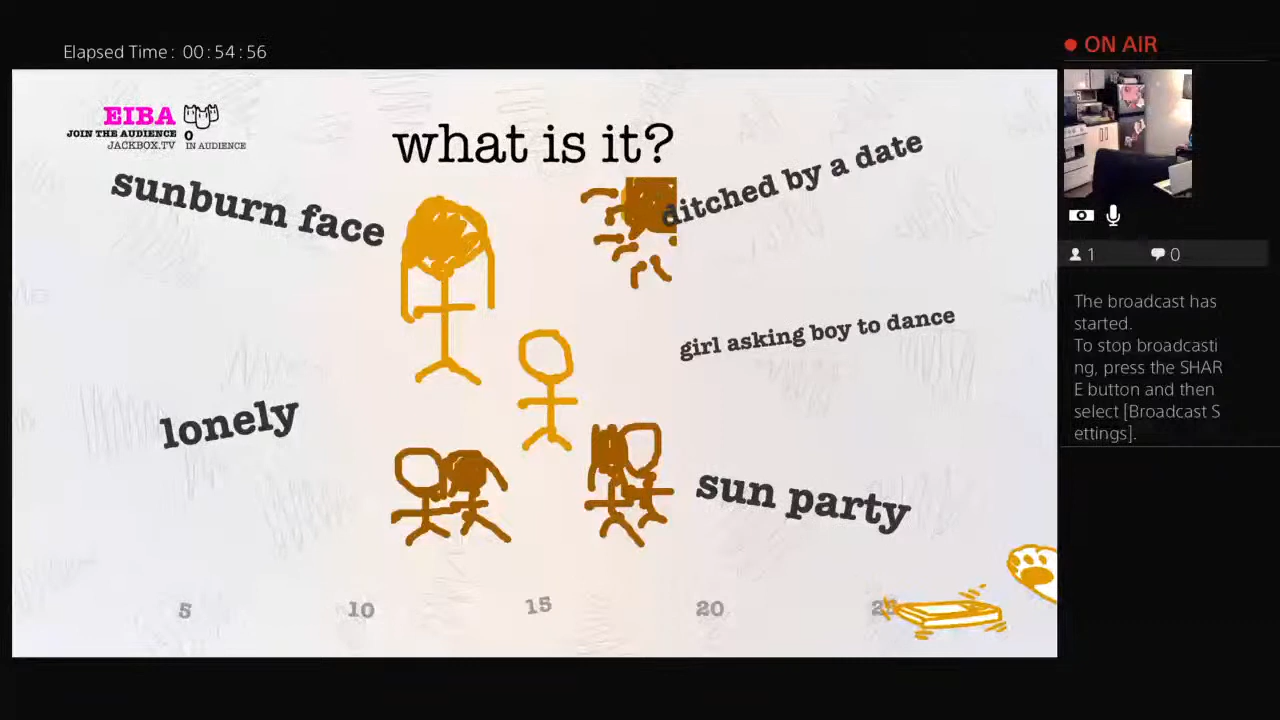 Elapsed Time: 00:54:56
ON AIR
EIBA
JOIN THE AUDIENCE 0
JACKBOX.TV IN AUDIENCE
what is it?
sunburn face
ditched by a date
girl asking boy to dance
lonely
sun party
5 10 15 20
1 0
The broadcast has
started.
To stop broadcasti
ng, press the SHAR
E button and then
select [Broadcast S
ettings].